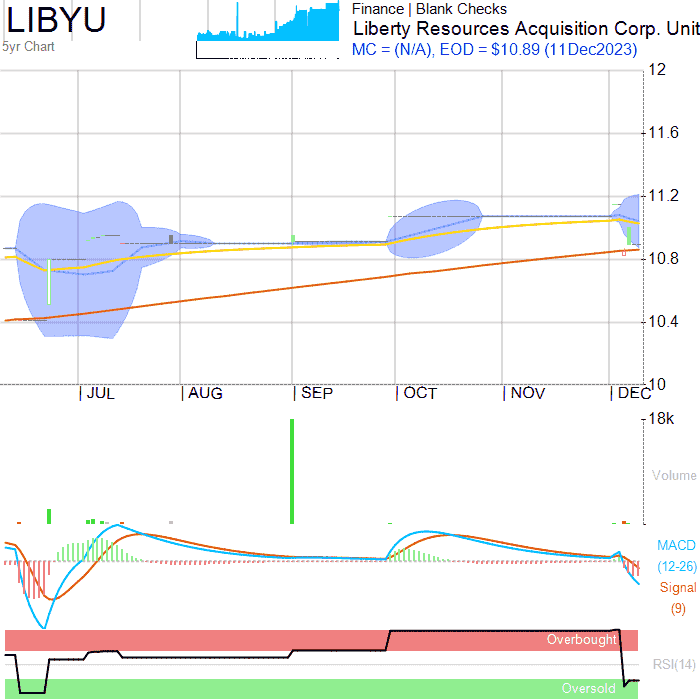 LIBYU
5yr Chart
Finance | Blank Checks
Liberty Resources Acquisition Corp. Unit
MC = (N/A), EOD = $10.89 (11Dec2023)
12
11.6
11.2
10.8
10.4
10
JUL AUG SEP OCT NOV DEC
18k
Volume
MACD
(12-26)
Signal
(9)
Overbought
RSI(14)
Oversold